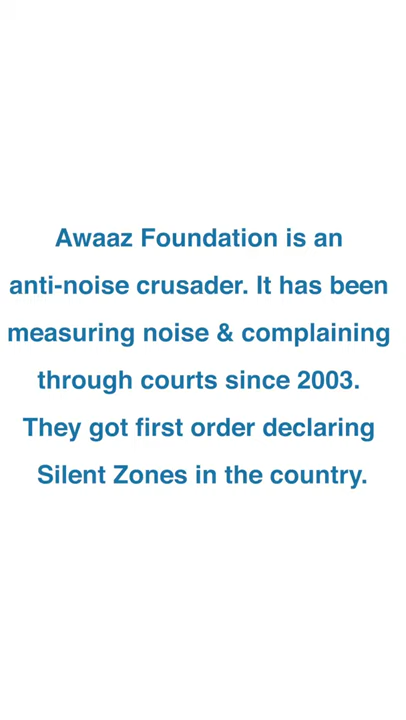 Awaaz Foundation is an
anti-noise crusader. It has been
measuring noise & complaining
through courts since 2003.
They got first order declaring
Silent Zones in the country.